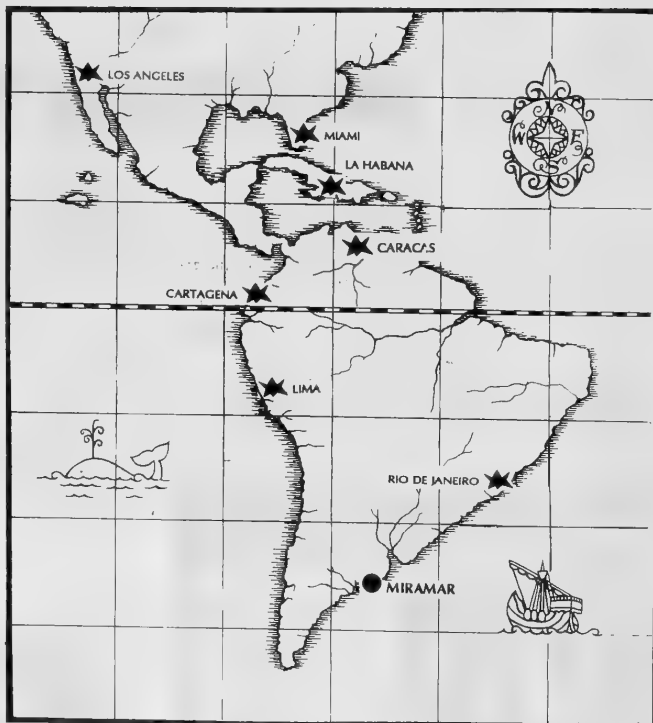 LOS ANGELES
MIAMI
LA HABANA
CARACAS
CARTAGENA
LIMA
RIO DE JANEIRO
MIRAMAR
N
W E
S